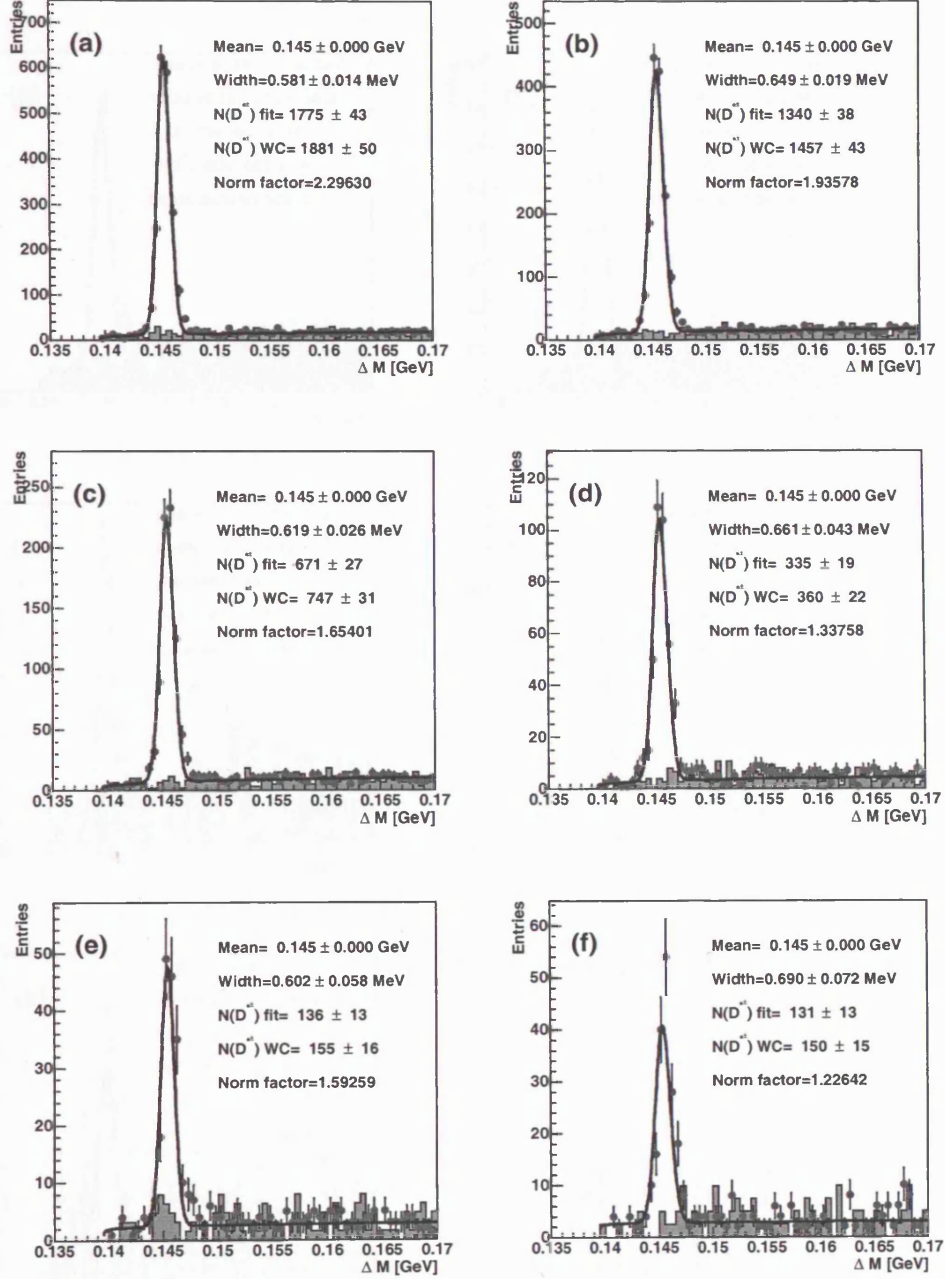 Entries
(a)
Mean= 0.145 ± 0.000 GeV
Width=0.581 ± 0.014 MeV
N(D*±) fit= 1775 ± 43
N(D*±) WC= 1881 ± 50
Norm factor=2.29630
700
600
500
400
300
200
100
0
0.135 0.14 0.145 0.15 0.155 0.16 0.165 0.17
Δ M [GeV]
Entries
(b)
Mean= 0.145 ± 0.000 GeV
Width=0.649 ± 0.019 MeV
N(D*±) fit= 1340 ± 38
N(D*±) WC= 1457 ± 43
Norm factor=1.93578
500
400
300
200
100
0
0.135 0.14 0.145 0.15 0.155 0.16 0.165 0.17
Δ M [GeV]
Entries
(c)
Mean= 0.145 ± 0.000 GeV
Width=0.619 ± 0.026 MeV
N(D*±) fit= 671 ± 27
N(D*±) WC= 747 ± 31
Norm factor=1.65401
250
200
150
100
50
0
0.135 0.14 0.145 0.15 0.155 0.16 0.165 0.17
Δ M [GeV]
Entries
(d)
Mean= 0.145 ± 0.000 GeV
Width=0.661 ± 0.043 MeV
N(D*±) fit= 335 ± 19
N(D*±) WC= 360 ± 22
Norm factor=1.33758
120
100
80
60
40
20
0
0.135 0.14 0.145 0.15 0.155 0.16 0.165 0.17
Δ M [GeV]
Entries
(e)
Mean= 0.145 ± 0.000 GeV
Width=0.602 ± 0.058 MeV
N(D*±) fit= 136 ± 13
N(D*±) WC= 155 ± 16
Norm factor=1.59259
50
40
30
20
10
0
0.135 0.14 0.145 0.15 0.155 0.16 0.165 0.17
Δ M [GeV]
Entries
(f)
Mean= 0.145 ± 0.000 GeV
Width=0.690 ± 0.072 MeV
N(D*±) fit= 131 ± 13
N(D*±) WC= 150 ± 15
Norm factor=1.22642
60
50
40
30
20
10
0
0.135 0.14 0.145 0.15 0.155 0.16 0.165 0.17
Δ M [GeV]